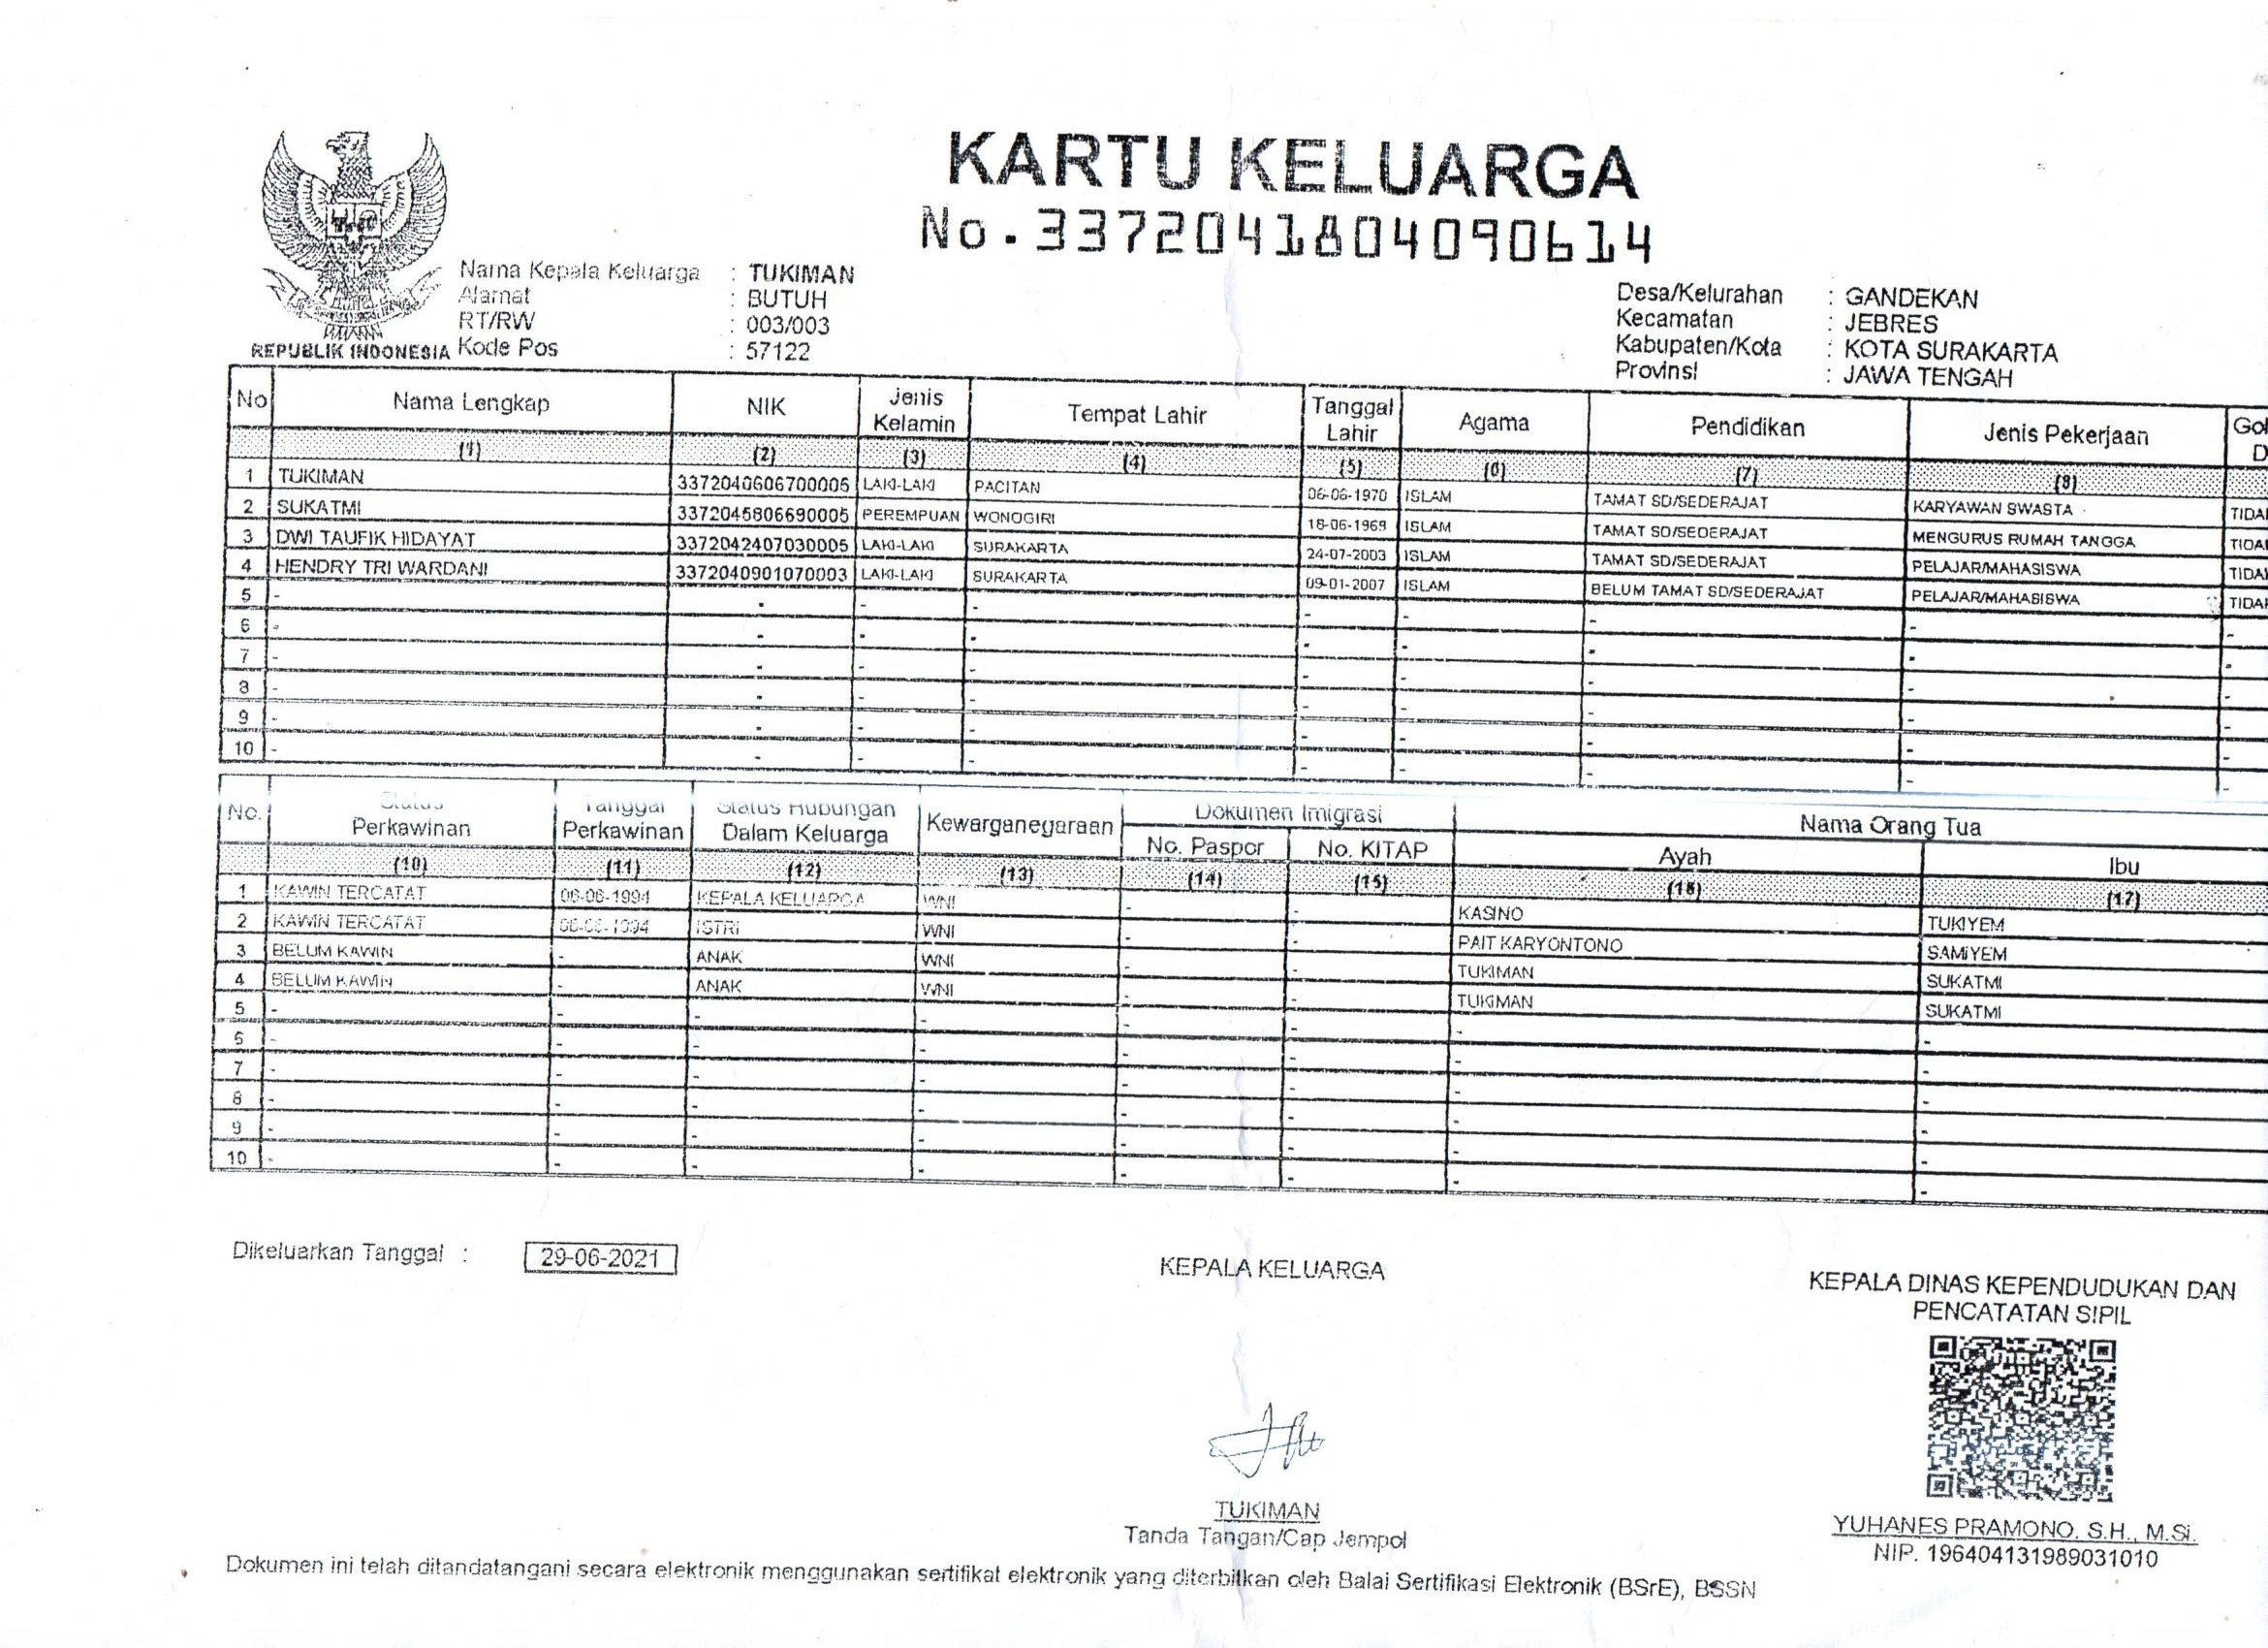 KARTU KELUARGA
No. 3372041804090614
REPUBLIK INDONESIA
Nama Kepala Keluarga : TUKIMAN
Alamat : BUTUH
RT/RW : 003/003
Kode Pos : 57122
Desa/Kelurahan : GANDEKAN
Kecamatan : JEBRES
Kabupaten/Kota : KOTA SURAKARTA
Provinsi : JAWA TENGAH
No Nama Lengkap NIK Jenis Kelamin Tempat Lahir Tanggal Lahir Agama Pendidikan Jenis Pekerjaan
(1) (2) (3) (4) (5) (6) (7) (8)
1 TUKIMAN 3372040606700005 LAKI-LAKI PACITAN 06-06-1970 ISLAM TAMAT SD/SEDERAJAT KARYAWAN SWASTA
2 SUKATMI 3372045806690005 PEREMPUAN WONOGIRI 18-06-1969 ISLAM TAMAT SD/SEDERAJAT MENGURUS RUMAH TANGGA
3 DWI TAUFIK HIDAYAT 3372042407030005 LAKI-LAKI SURAKARTA 24-07-2003 ISLAM TAMAT SD/SEDERAJAT PELAJAR/MAHASISWA
4 HENDRY TRI WARDANI 3372040901070003 LAKI-LAKI SURAKARTA 09-01-2007 ISLAM BELUM TAMAT SD/SEDERAJAT PELAJAR/MAHASISWA
5 - - - - - - - -
6 - - - - - - - -
7 - - - - - - - -
8 - - - - - - - -
9 - - - - - - - -
10 - - - - - - - -
No. Status Perkawinan Tanggal Perkawinan Status Hubungan Dalam Keluarga Kewarganegaraan Dokumen Imigrasi Nama Orang Tua
No. Paspor No. KITAP Ayah Ibu
(10) (11) (12) (13) (14) (15) (16) (17)
1 KAWIN TERCATAT 06-06-1994 KEPALA KELUARGA WNI - - KASINO TUKIYEM
2 KAWIN TERCATAT 06-06-1994 ISTRI WNI - - PAIT KARYONTONO SAMIYEM
3 BELUM KAWIN - ANAK WNI - - TUKIMAN SUKATMI
4 BELUM KAWIN - ANAK WNI - - TUKIMAN SUKATMI
5 - - - - - - - -
6 - - - - - - - -
7 - - - - - - - -
8 - - - - - - - -
9 - - - - - - - -
10 - - - - - - - -
Dikeluarkan Tanggal : 29-06-2021
KEPALA KELUARGA
KEPALA DINAS KEPENDUDUKAN DAN
PENCATATAN SIPIL
TUKIMAN
Tanda Tangan/Cap Jempol
YUHANES PRAMONO, S.H., M.Si.
NIP. 196404131989031010
Dokumen ini telah ditandatangani secara elektronik menggunakan sertifikat elektronik yang diterbitkan oleh Balai Sertifikasi Elektronik (BSrE), BSSN